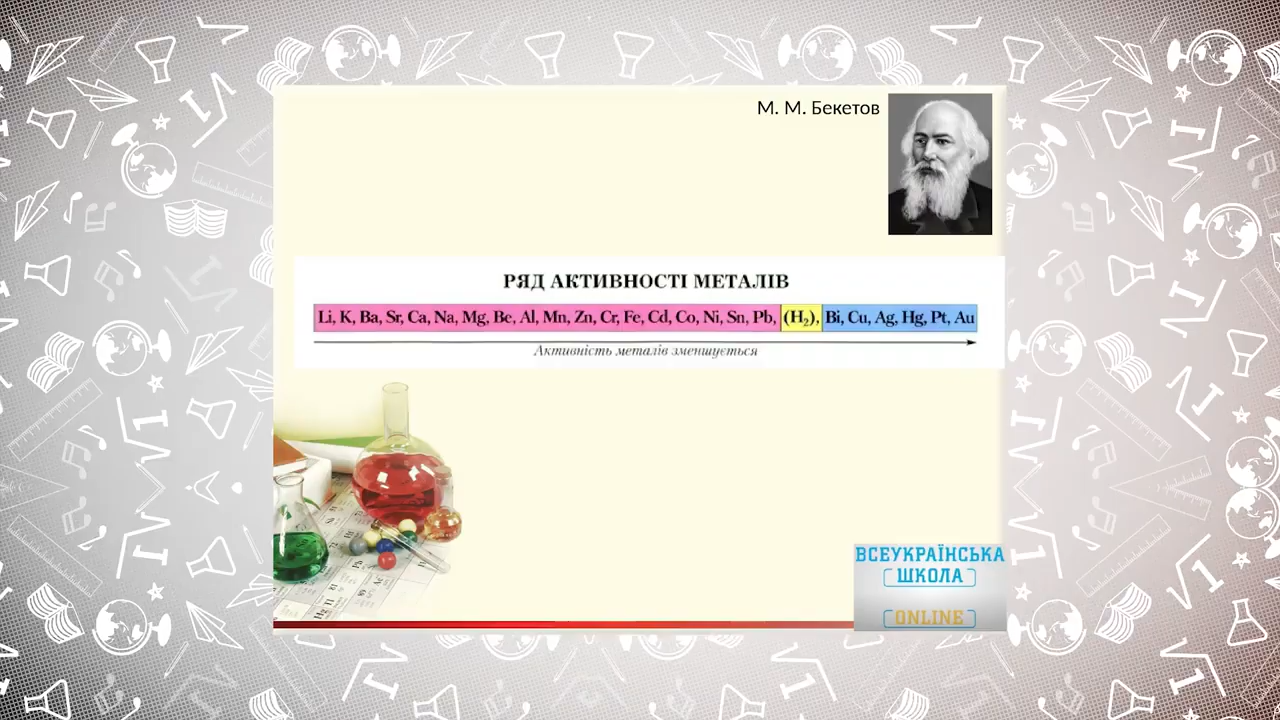 М. М. Бекетов
РЯД АКТИВНОСТІ МЕТАЛІВ
Li, K, Ba, Sr, Ca, Na, Mg, Be, Al, Mn, Zn, Cr, Fe, Cd, Co, Ni, Sn, Pb, (H₂), Bi, Cu, Ag, Hg, Pt, Au
Активність металів зменшується
ВСЕУКРАЇНСЬКА
ШКОЛА
ONLINE